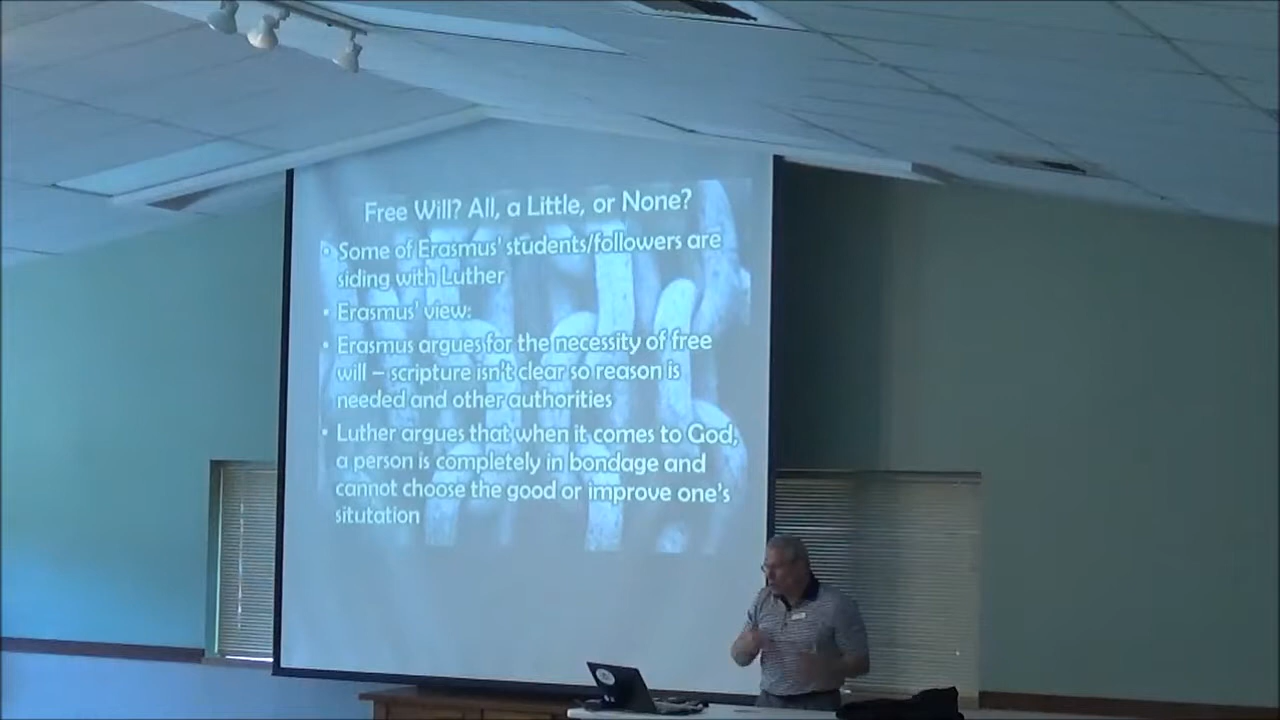 Free Will? All, a Little, or None?
• Some of Erasmus' students/followers are
siding with Luther
• Erasmus' view:
• Erasmus argues for the necessity of free
will – scripture isn't clear so reason is
needed and other authorities
• Luther argues that when it comes to God,
a person is completely in bondage and
cannot choose the good or improve one's
situtation